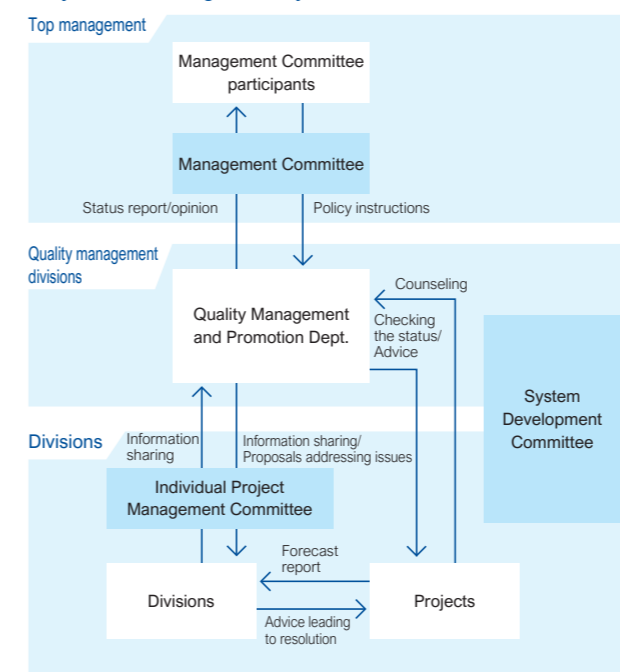 Top management
Management Committee
participants
Management Committee
Status report/opinion
Policy instructions
Quality management
divisions
Quality Management
and Promotion Dept.
Counseling
Checking
the status/
Advice
System
Development
Committee
Divisions
Information
sharing
Information sharing/
Proposals addressing issues
Individual Project
Management Committee
Forecast
report
Divisions
Projects
Advice leading
to resolution